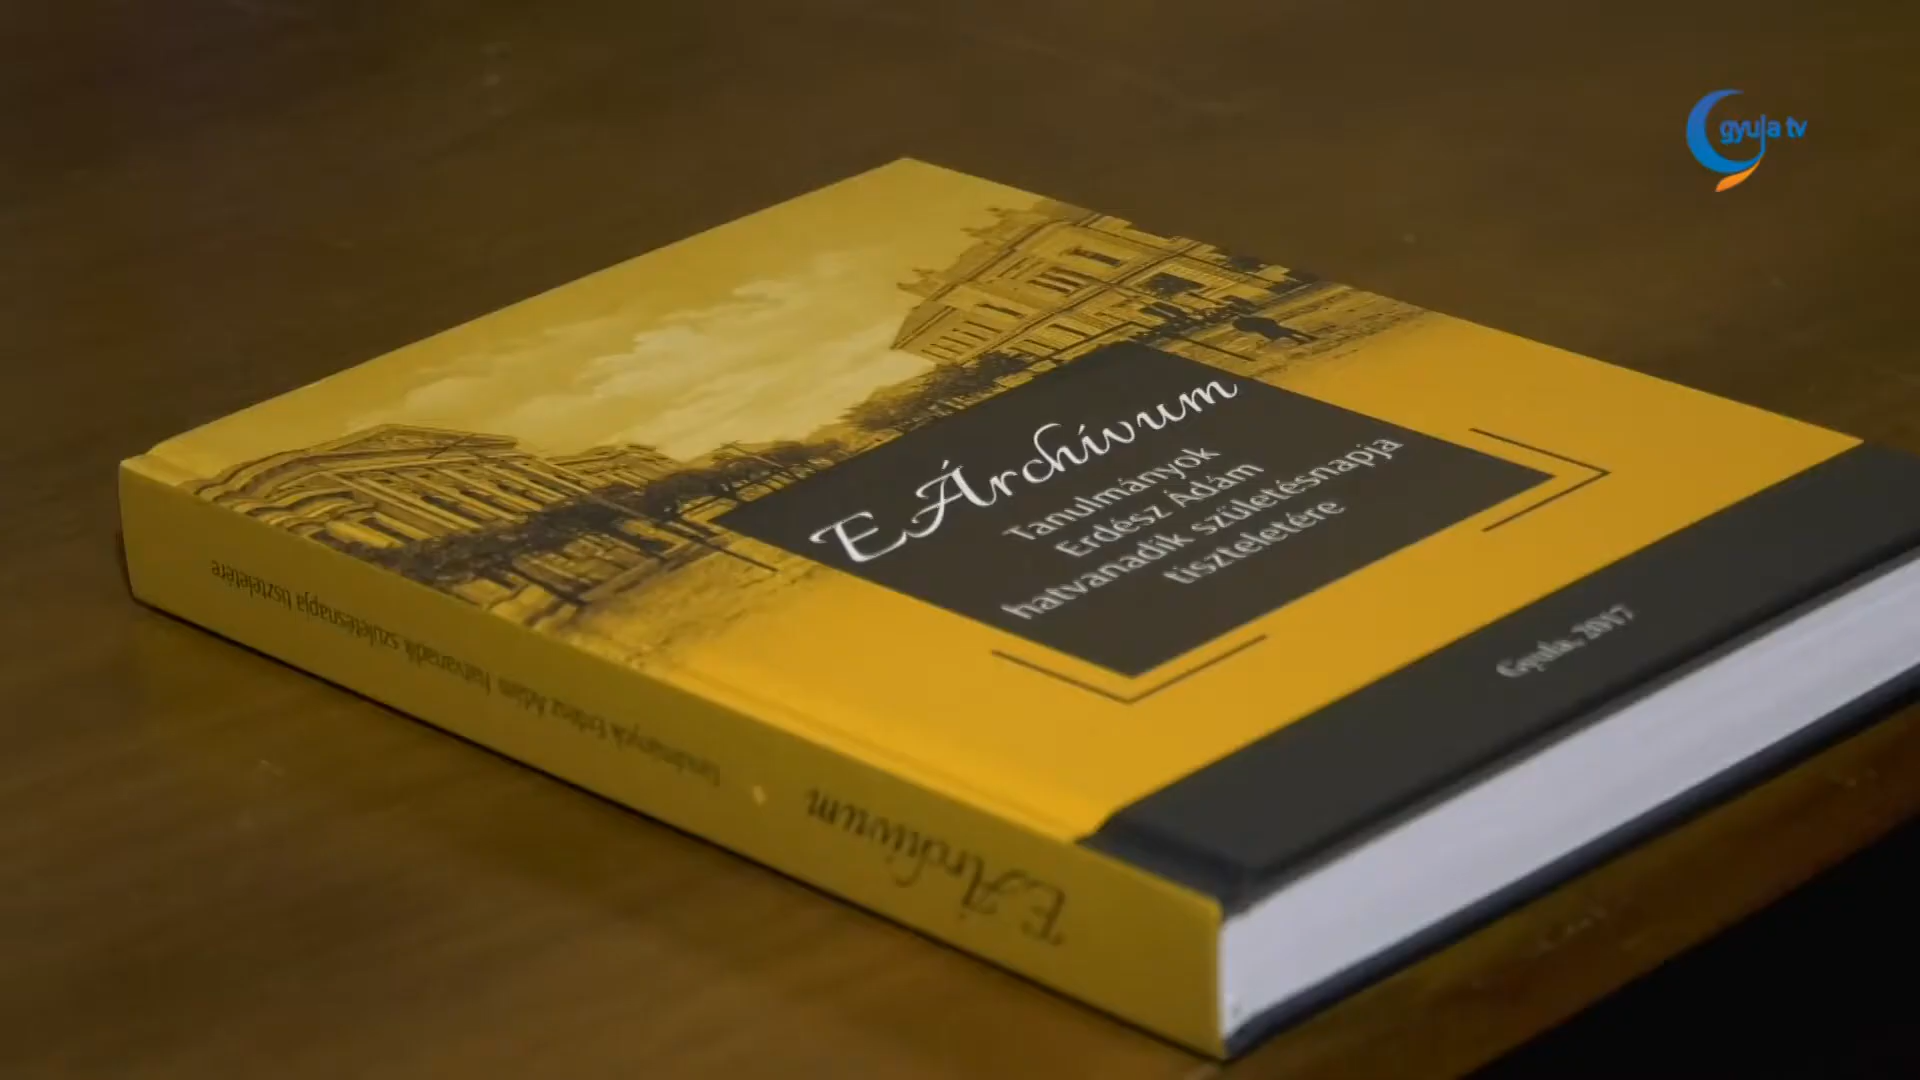 gyula tv
EÁrchívum
Tanulmányok
Erdész Ádám
hatvanadik születésnapja
tiszteletére
Gyula, 2017
EÁrchívum
Tanulmányok Erdész Ádám hatvanadik születésnapja tiszteletére